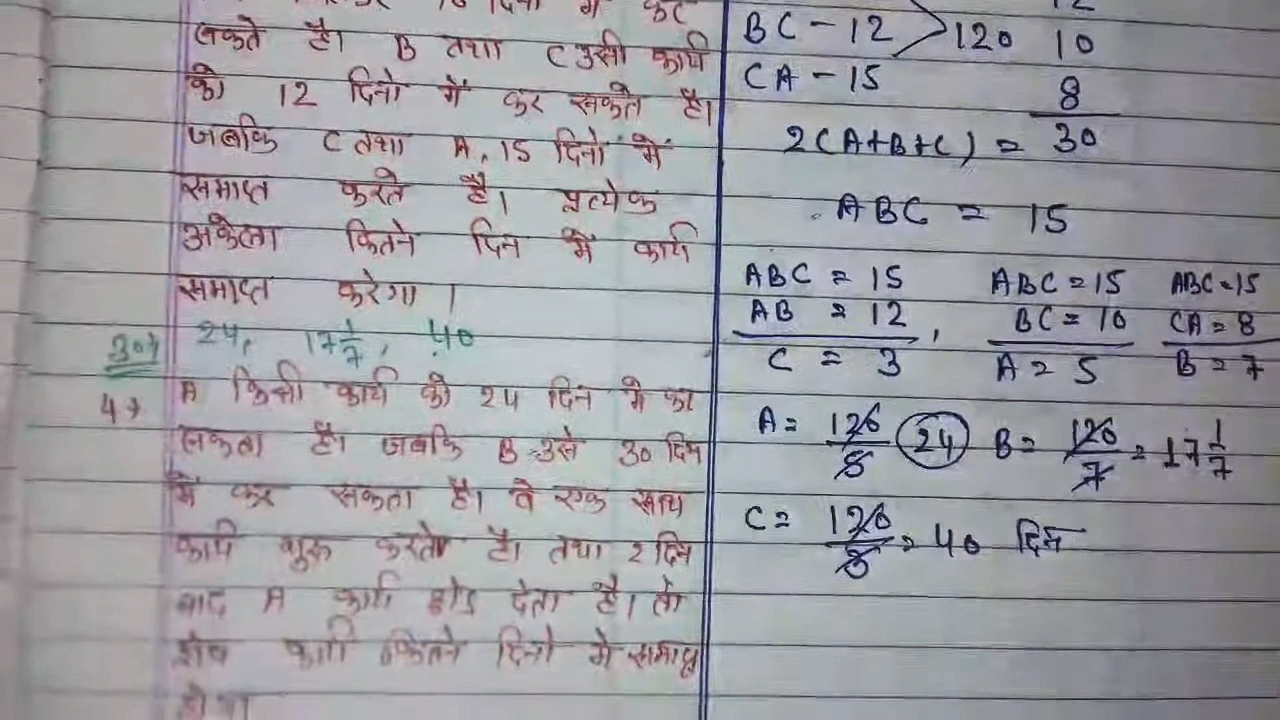 सकते है। B तथा C उसी कार्य
को 12 दिनो में कर सकते है।
जबकि C तथा A, 15 दिनों में
समाप्त करते है। प्रत्येक
अकेला कितने दिन में कार्य
समाप्त करेगा।
उ0→ 24, 17 1/7, 40
4→ A किसी कार्य को 24 दिन मे कर
सकता है। जबकि B उसे 30 दिन
में कर सकता है। वे एक साथ
कार्य शुरू करते है। तथा 2 दिन
बाद A कार्य छोड देता है। तो
शेष कार्य कितने दिनो मे समाप्त
होगा
12
BC - 12 > 120 10
CA - 15 8
2(A+B+C) = 30
ABC = 15
ABC = 15 ABC = 15 ABC = 15
AB = 12 , BC = 10 CA = 8
C = 3 A = 5 B = 7
A = 120/5 24 B = 120/7 = 17 1/7
C = 120/3 = 40 दिन